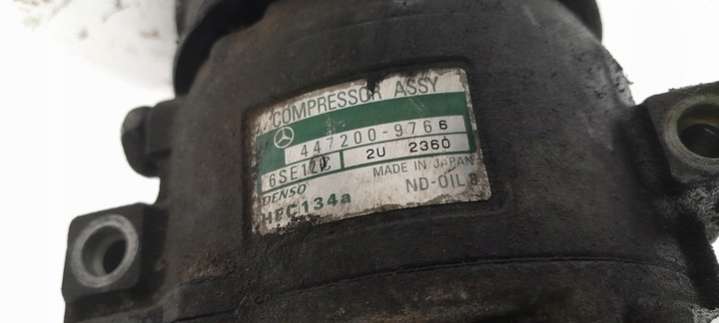 COMPRESSOR ASSY
447200-9766
6SE12C 2U 2360
DENSO MADE IN JAPAN
HFC134a ND-OIL8